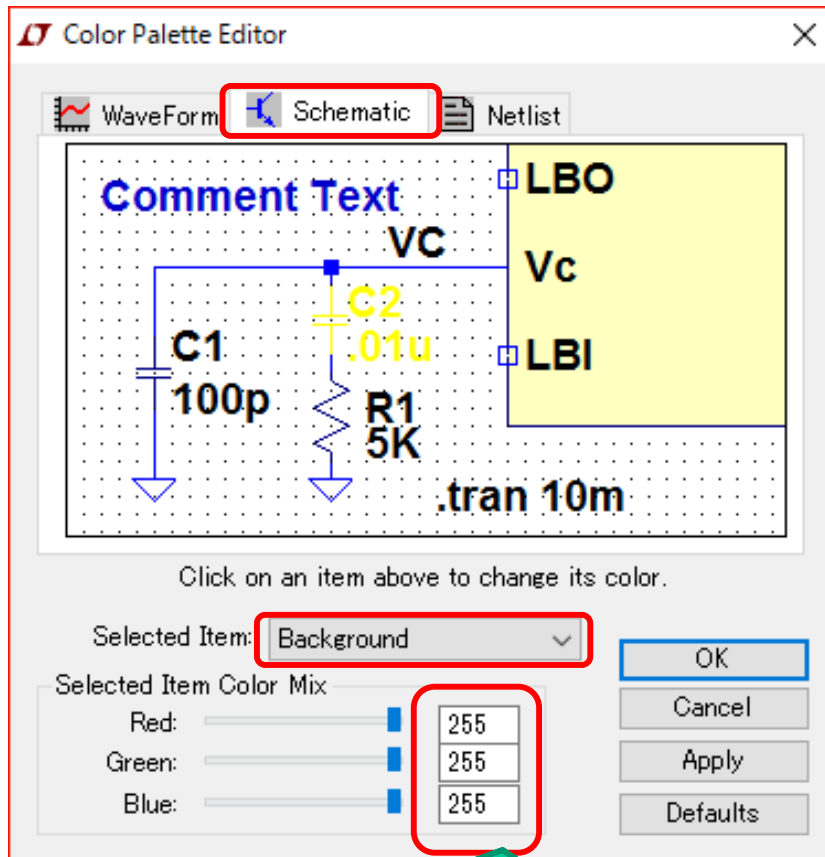 Color Palette Editor
WaveForm Schematic Netlist
Comment Text
LBO
VC
Vc
C2
.01u
C1
100p
LBI
R1
5K
.tran 10m
Click on an item above to change its color.
Selected Item: Background
OK
Selected Item Color Mix
Cancel
Red: 255
Green: 255
Apply
Blue: 255
Defaults